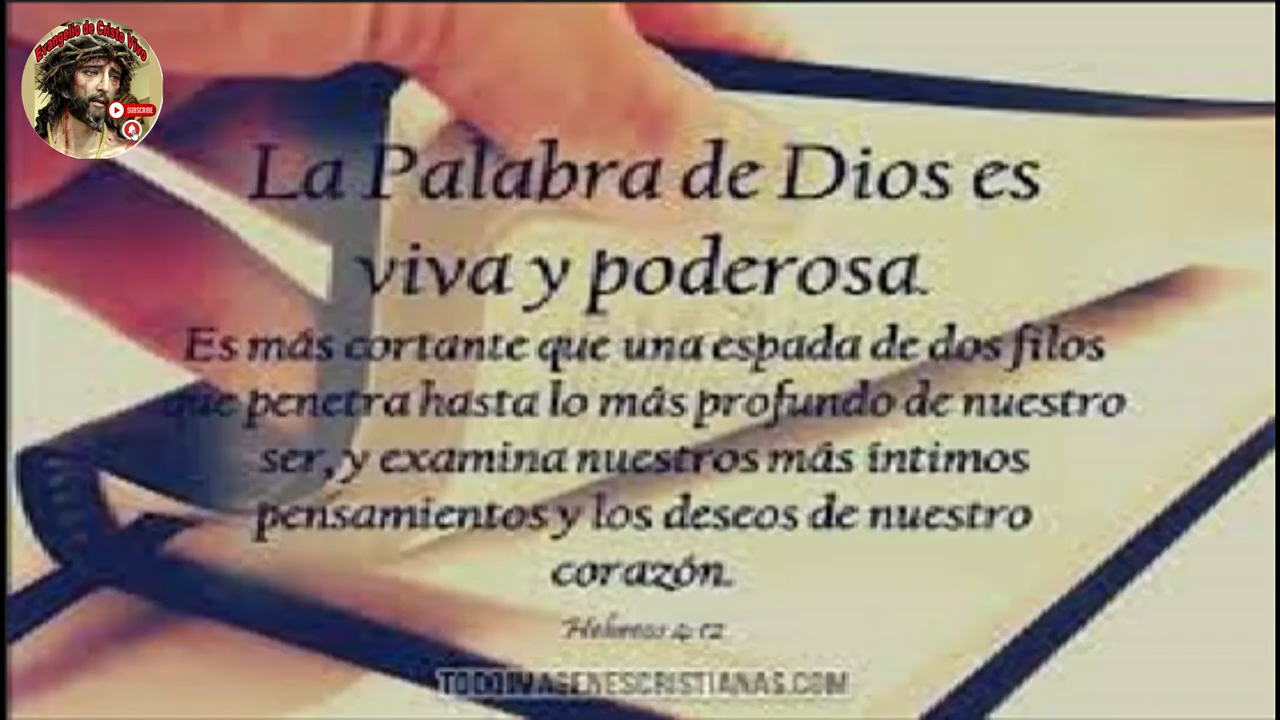 Evangelio de Cristo Vivo
SUBSCRIBE
La Palabra de Dios es
viva y poderosa.
Es más cortante que una espada de dos filos
que penetra hasta lo más profundo de nuestro
ser, y examina nuestros más íntimos
pensamientos y los deseos de nuestro
corazón.
Hebreos 4:12
TODOIMAGENESCRISTIANAS.COM